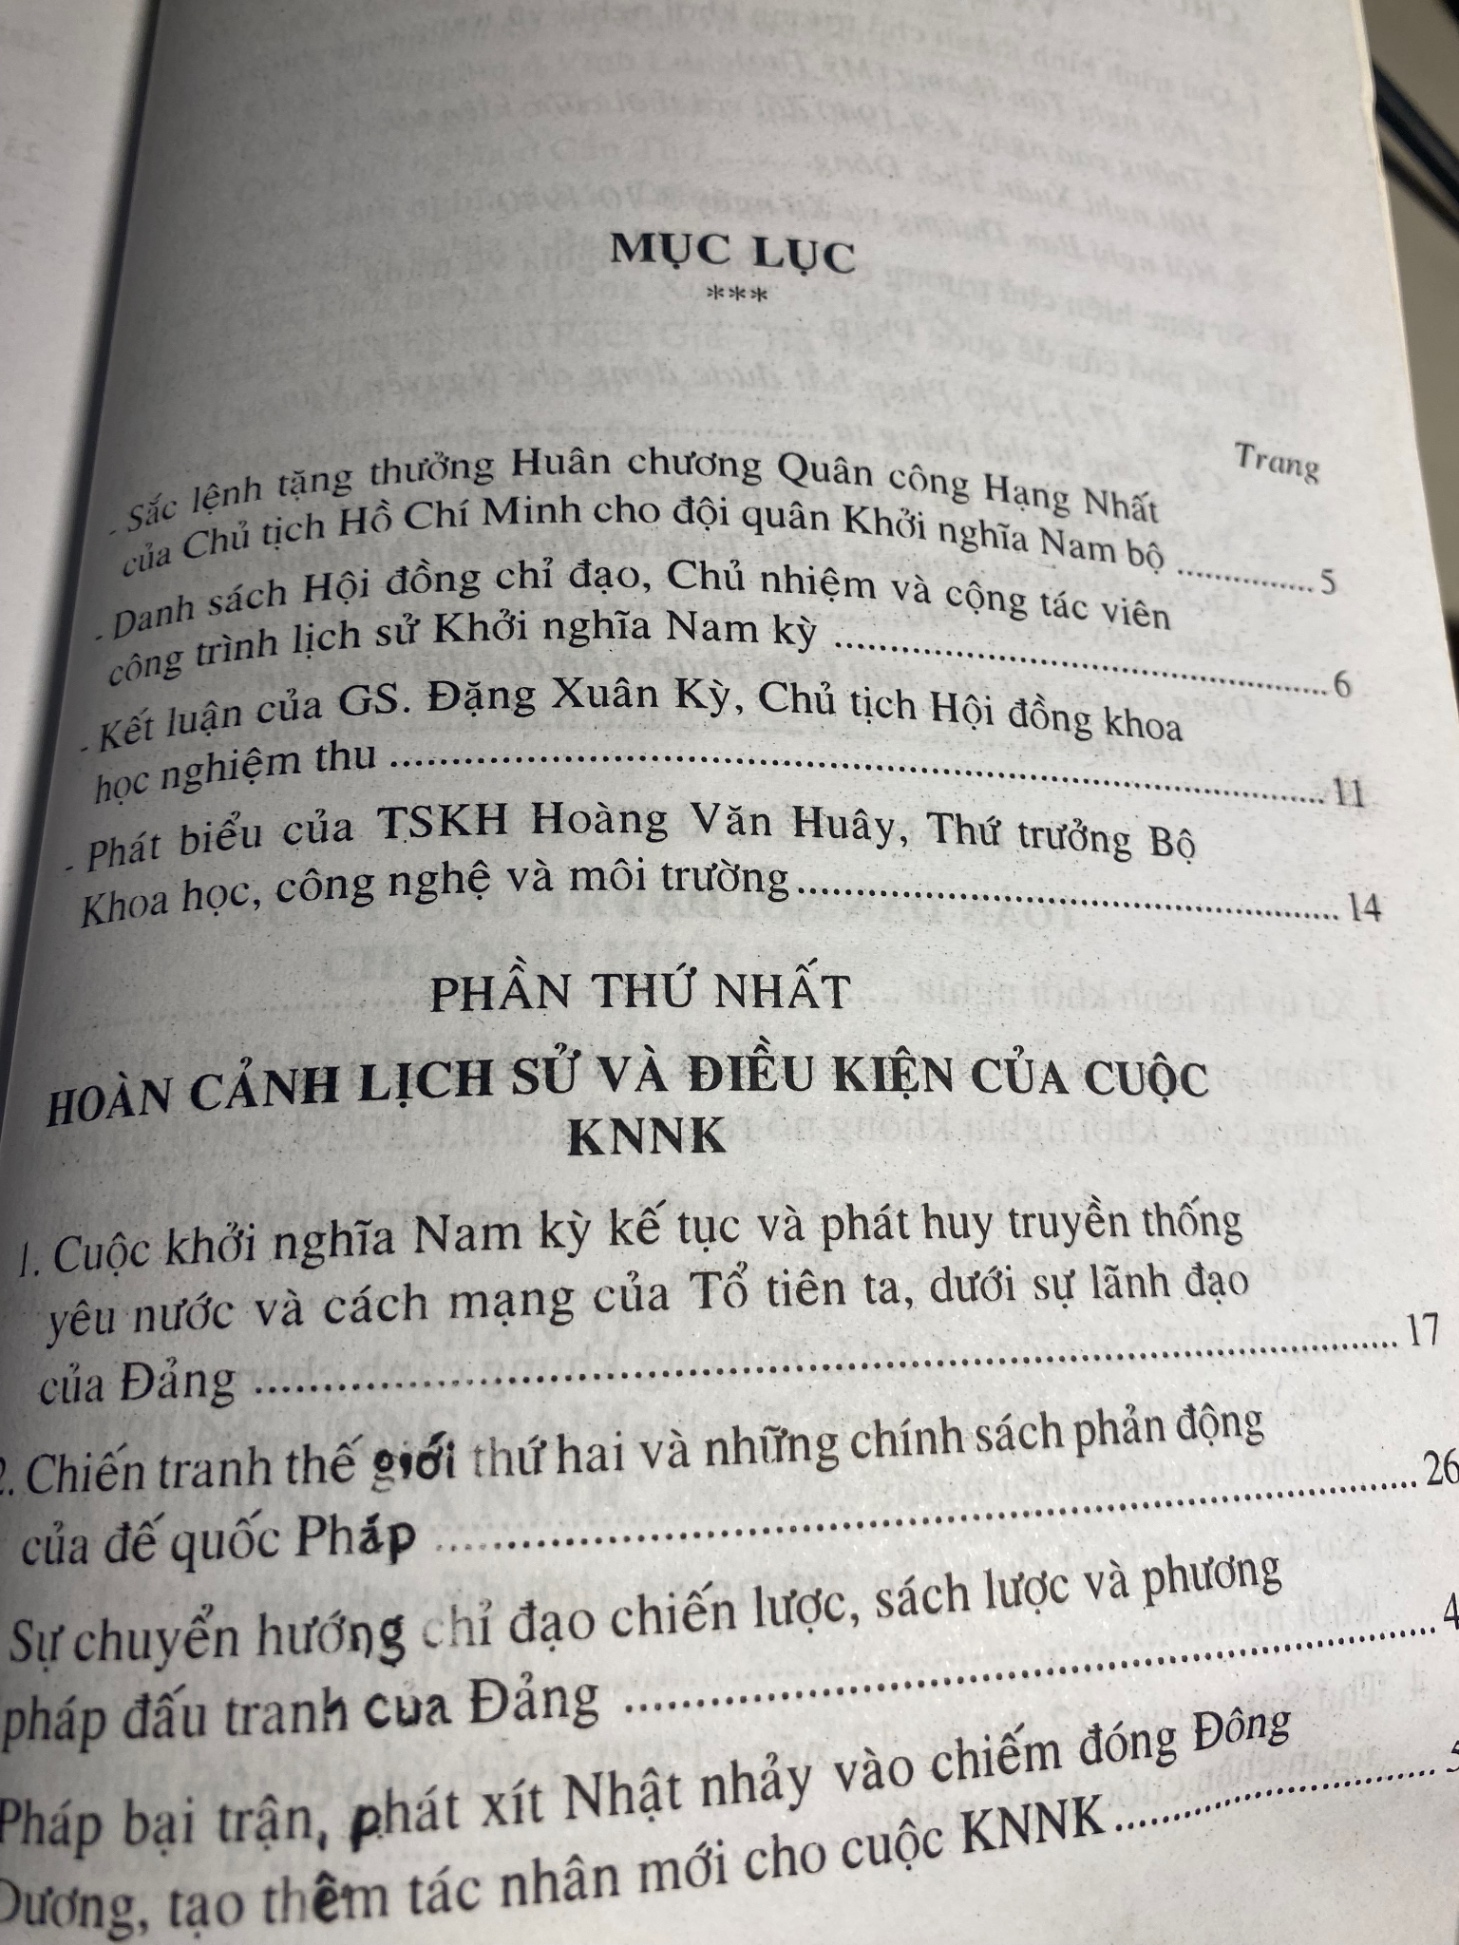 MỤC LỤC
***
Trang
- Sắc lệnh tặng thưởng Huân chương Quân công Hạng Nhất
của Chủ tịch Hồ Chí Minh cho đội quân Khởi nghĩa Nam bộ ............... 5
- Danh sách Hội đồng chỉ đạo, Chủ nhiệm và cộng tác viên
công trình lịch sử Khởi nghĩa Nam kỳ ............... 6
- Kết luận của GS. Đặng Xuân Kỳ, Chủ tịch Hội đồng khoa
học nghiệm thu ............... 11
- Phát biểu của TSKH Hoàng Văn Huây, Thứ trưởng Bộ
Khoa học, công nghệ và môi trường ............... 14
PHẦN THỨ NHẤT
HOÀN CẢNH LỊCH SỬ VÀ ĐIỀU KIỆN CỦA CUỘC
KNNK
1. Cuộc khởi nghĩa Nam kỳ kế tục và phát huy truyền thống
yêu nước và cách mạng của Tổ tiên ta, dưới sự lãnh đạo
của Đảng ............... 17
2. Chiến tranh thế giới thứ hai và những chính sách phản động
của đế quốc Pháp ............... 26
Sự chuyển hướng chỉ đạo chiến lược, sách lược và phương
pháp đấu tranh của Đảng ............... 4
Pháp bại trận, phát xít Nhật nhảy vào chiếm đóng Đông
Dương, tạo thêm tác nhân mới cho cuộc KNNK ............... 5